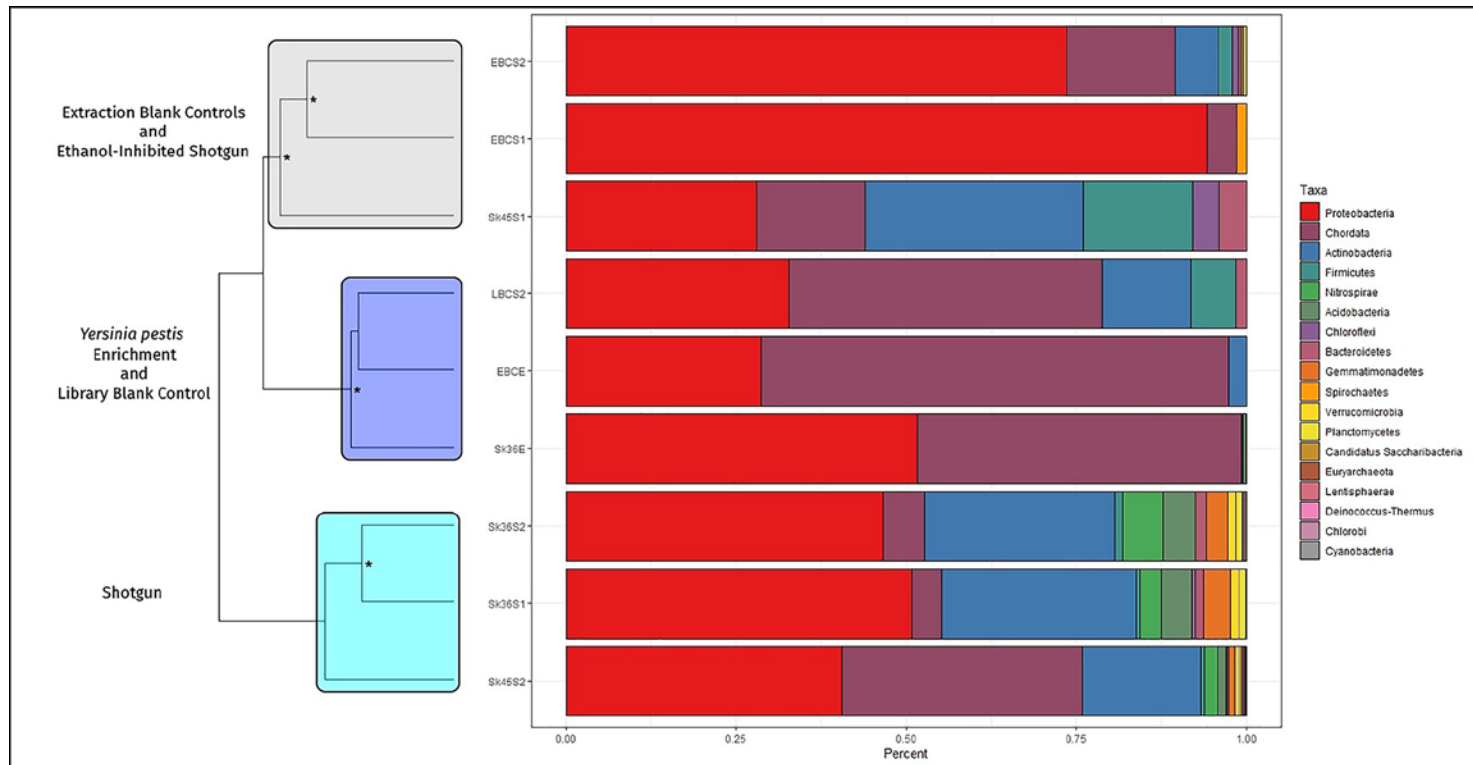 Extraction Blank Controls
and
Ethanol-Inhibited Shotgun
Yersinia pestis
Enrichment
and
Library Blank Control
Shotgun
*
*
*
*
EBCS2
EBCS1
Sk45S1
LBCS2
EBCE
Sk36E
Sk36S2
Sk36S1
Sk45S2
0.00 0.25 0.50 0.75 1.00
Percent
Taxa
Proteobacteria
Chordata
Actinobacteria
Firmicutes
Nitrospirae
Acidobacteria
Chloroflexi
Bacteroidetes
Gemmatimonadetes
Spirochaetes
Verrucomicrobia
Planctomycetes
Candidatus Saccharibacteria
Euryarchaeota
Lentisphaerae
Deinococcus-Thermus
Chlorobi
Cyanobacteria